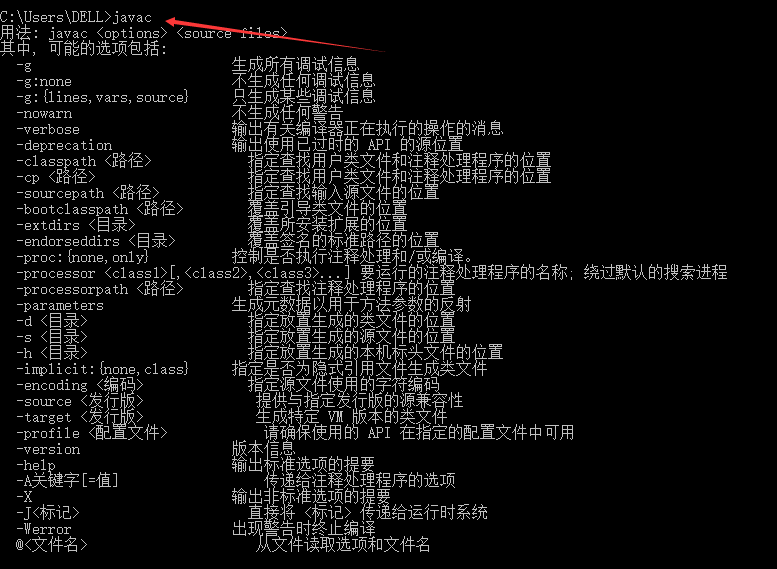 C:\Users\DELL>javac
用法: javac <options> <source files>
其中, 可能的选项包括:
-g 生成所有调试信息
-g:none 不生成任何调试信息
-g:{lines,vars,source} 只生成某些调试信息
-nowarn 不生成任何警告
-verbose 输出有关编译器正在执行的操作的消息
-deprecation 输出使用已过时的 API 的源位置
-classpath <路径> 指定查找用户类文件和注释处理程序的位置
-cp <路径> 指定查找用户类文件和注释处理程序的位置
-sourcepath <路径> 指定查找输入源文件的位置
-bootclasspath <路径> 覆盖引导类文件的位置
-extdirs <目录> 覆盖所安装扩展的位置
-endorseddirs <目录> 覆盖签名的标准路径的位置
-proc:{none,only} 控制是否执行注释处理和/或编译。
-processor <class1>[,<class2>,<class3>...] 要运行的注释处理程序的名称; 绕过默认的搜索进程
-processorpath <路径> 指定查找注释处理程序的位置
-parameters 生成元数据以用于方法参数的反射
-d <目录> 指定放置生成的类文件的位置
-s <目录> 指定放置生成的源文件的位置
-h <目录> 指定放置生成的本机标头文件的位置
-implicit:{none,class} 指定是否为隐式引用文件生成类文件
-encoding <编码> 指定源文件使用的字符编码
-source <发行版> 提供与指定发行版的源兼容性
-target <发行版> 生成特定 VM 版本的类文件
-profile <配置文件> 请确保使用的 API 在指定的配置文件中可用
-version 版本信息
-help 输出标准选项的提要
-A关键字[=值] 传递给注释处理程序的选项
-X 输出非标准选项的提要
-J<标记> 直接将 <标记> 传递给运行时系统
-Werror 出现警告时终止编译
@<文件名> 从文件读取选项和文件名